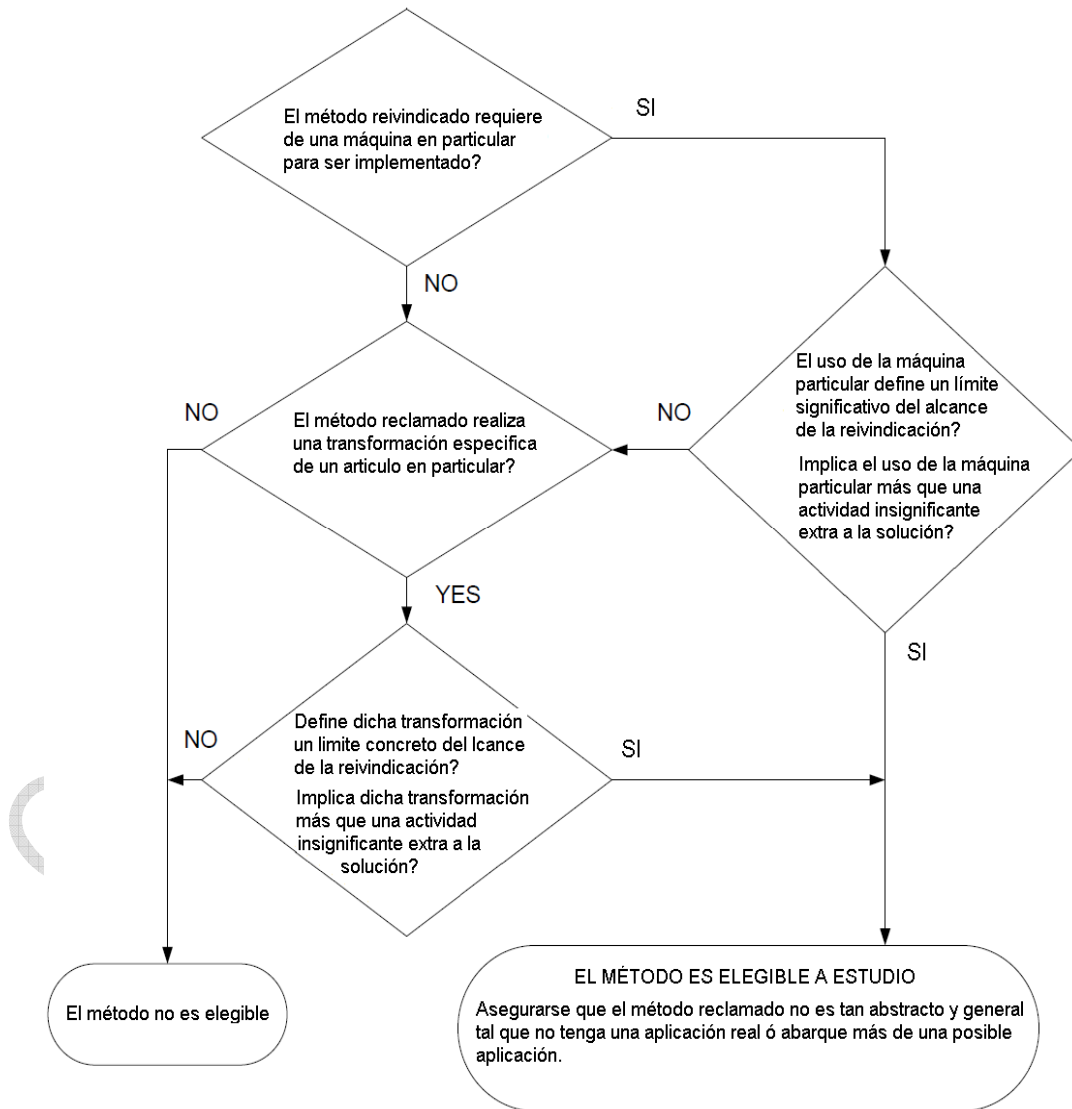 El método reivindicado requiere
de una máquina en particular
para ser implementado?
SI
NO
El uso de la máquina
particular define un límite
significativo del alcance
de la reivindicación?
Implica el uso de la máquina
particular más que una
actividad insignificante
extra a la solución?
NO
SI
El método reclamado realiza
una transformación especifica
de un articulo en particular?
NO
YES
Define dicha transformación
un limite concreto del lcance
de la reivindicación?
Implica dicha transformación
más que una actividad
insignificante extra a la
solución?
NO
SI
El método no es elegible
EL MÉTODO ES ELEGIBLE A ESTUDIO
Asegurarse que el método reclamado no es tan abstracto y general
tal que no tenga una aplicación real ó abarque más de una posible
aplicación.